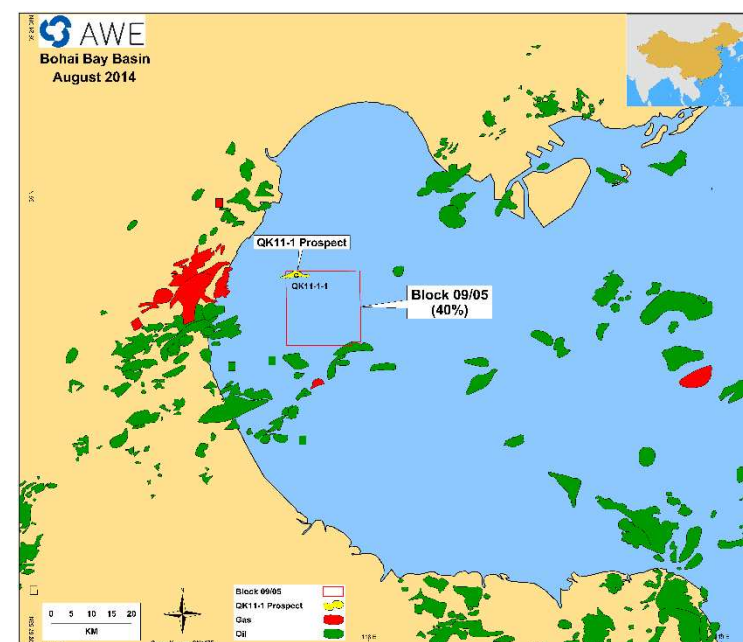 AWE
Bohai Bay Basin
August 2014
QK11-1 Prospect
QK11-1-1
Block 09/05
(40%)
0 5 10 15 20
KM
N
Block 09/05
QK11-1 Prospect
Gas
Oil
118 E